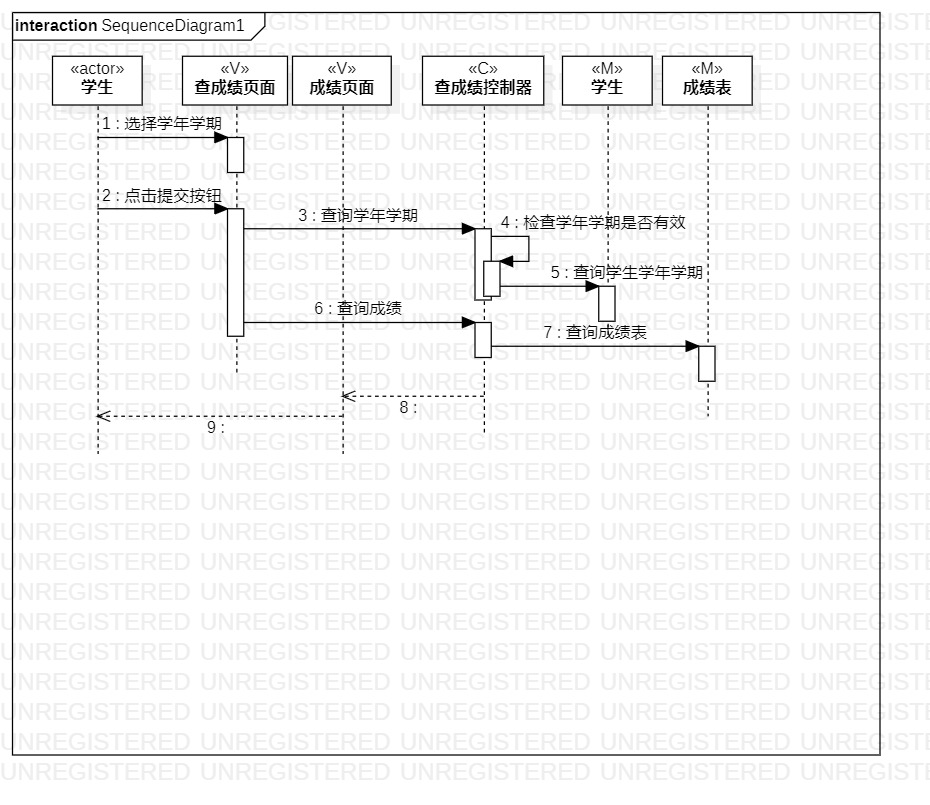 interaction SequenceDiagram1
«actor»
学生
«V»
查成绩页面
«V»
成绩页面
«C»
查成绩控制器
«M»
学生
«M»
成绩表
1 : 选择学年学期
2 : 点击提交按钮
3 : 查询学年学期
4 : 检查学年学期是否有效
5 : 查询学生学年学期
6 : 查询成绩
7 : 查询成绩表
8 :
9 :
UNREGISTERED